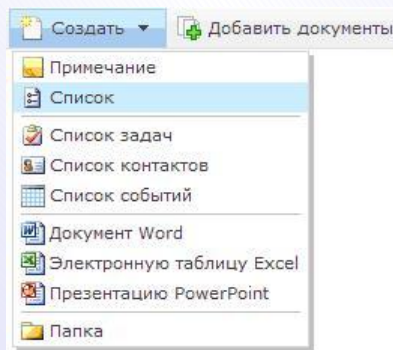 Создать Добавить документы
Примечание
Список
Список задач
Список контактов
Список событий
Документ Word
Электронную таблицу Excel
Презентацию PowerPoint
Папка